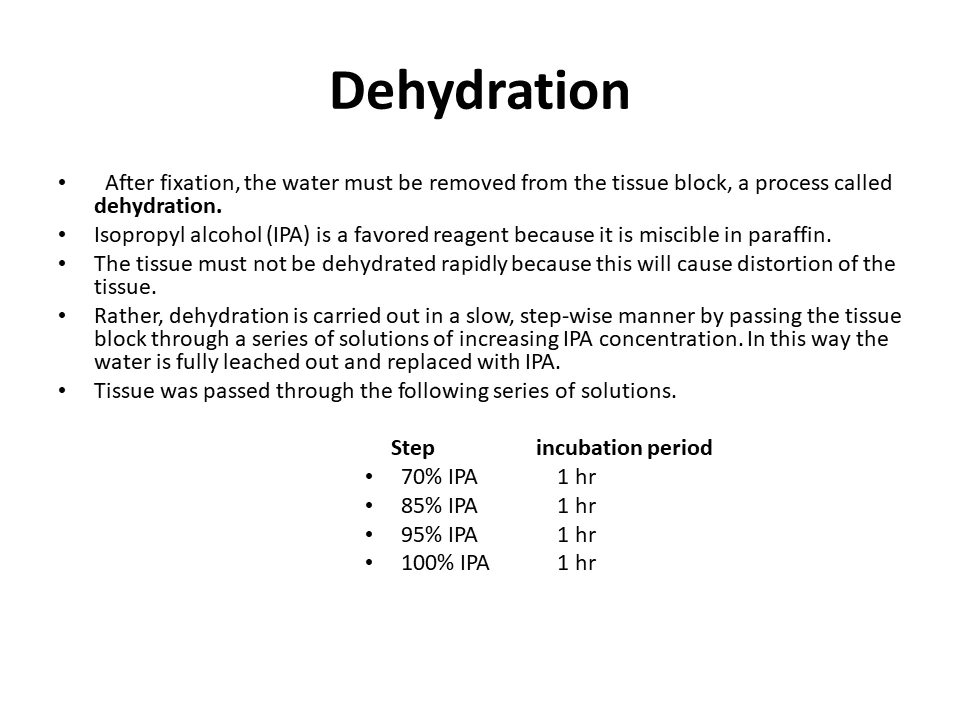 Dehydration
• After fixation, the water must be removed from the tissue block, a process called
dehydration.
• Isopropyl alcohol (IPA) is a favored reagent because it is miscible in paraffin.
• The tissue must not be dehydrated rapidly because this will cause distortion of the
tissue.
• Rather, dehydration is carried out in a slow, step-wise manner by passing the tissue
block through a series of solutions of increasing IPA concentration. In this way the
water is fully leached out and replaced with IPA.
• Tissue was passed through the following series of solutions.
Step incubation period
• 70% IPA 1 hr
• 85% IPA 1 hr
• 95% IPA 1 hr
• 100% IPA 1 hr